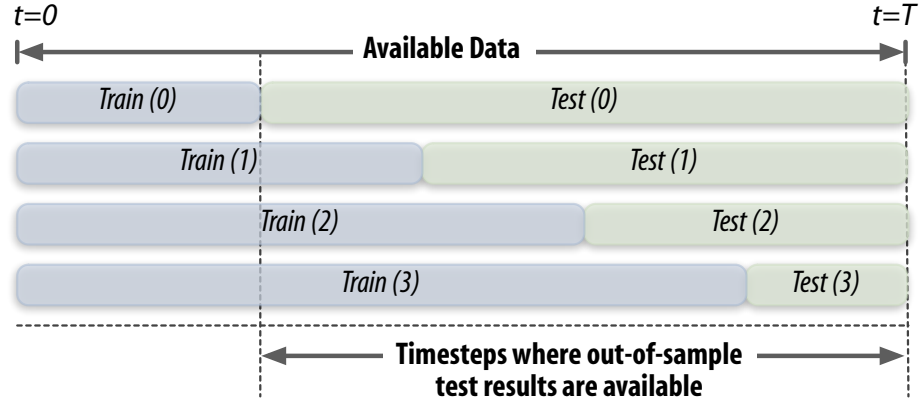 t=0
t=T
Available Data
Train (0)
Test (0)
Train (1)
Test (1)
Train (2)
Test (2)
Train (3)
Test (3)
Timesteps where out-of-sample
test results are available